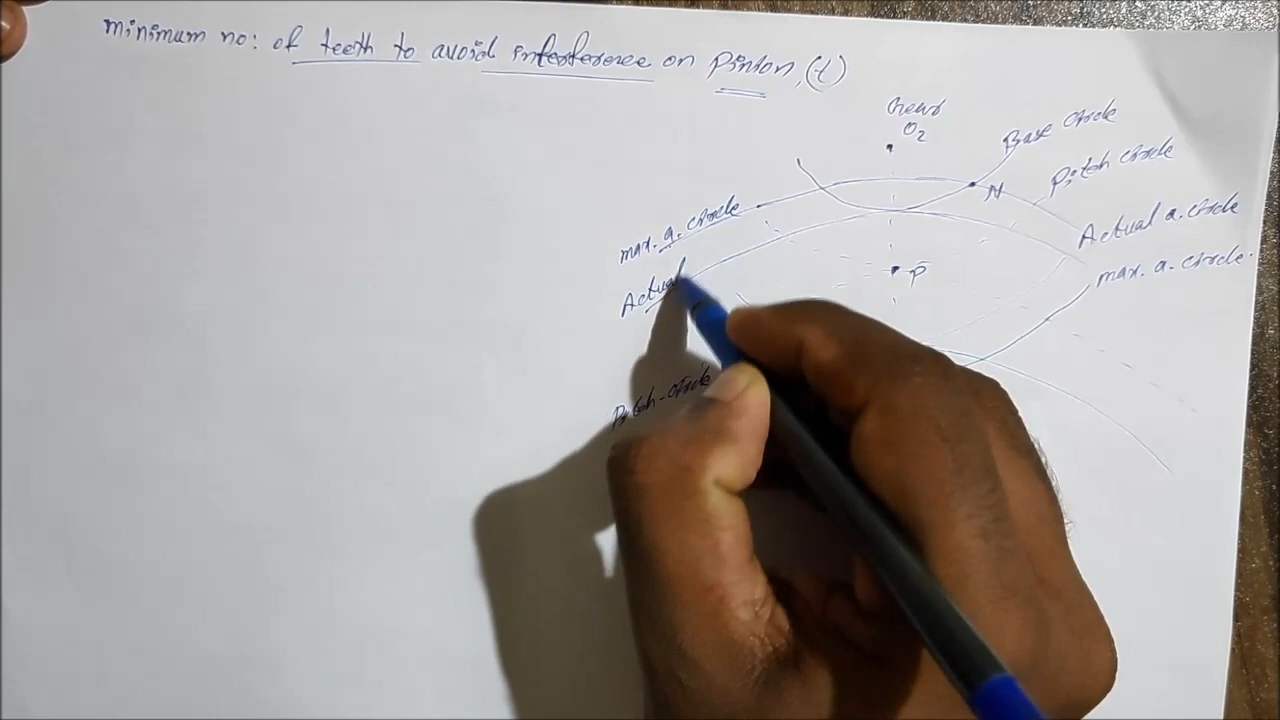 minimum no: of teeth to avoid interference on pinion, (t)
Gear
O2
Base circle
Pitch circle
N
max. a. circle
Actual a. circle
max. a. circle.
P
Actual
Pitch-circle